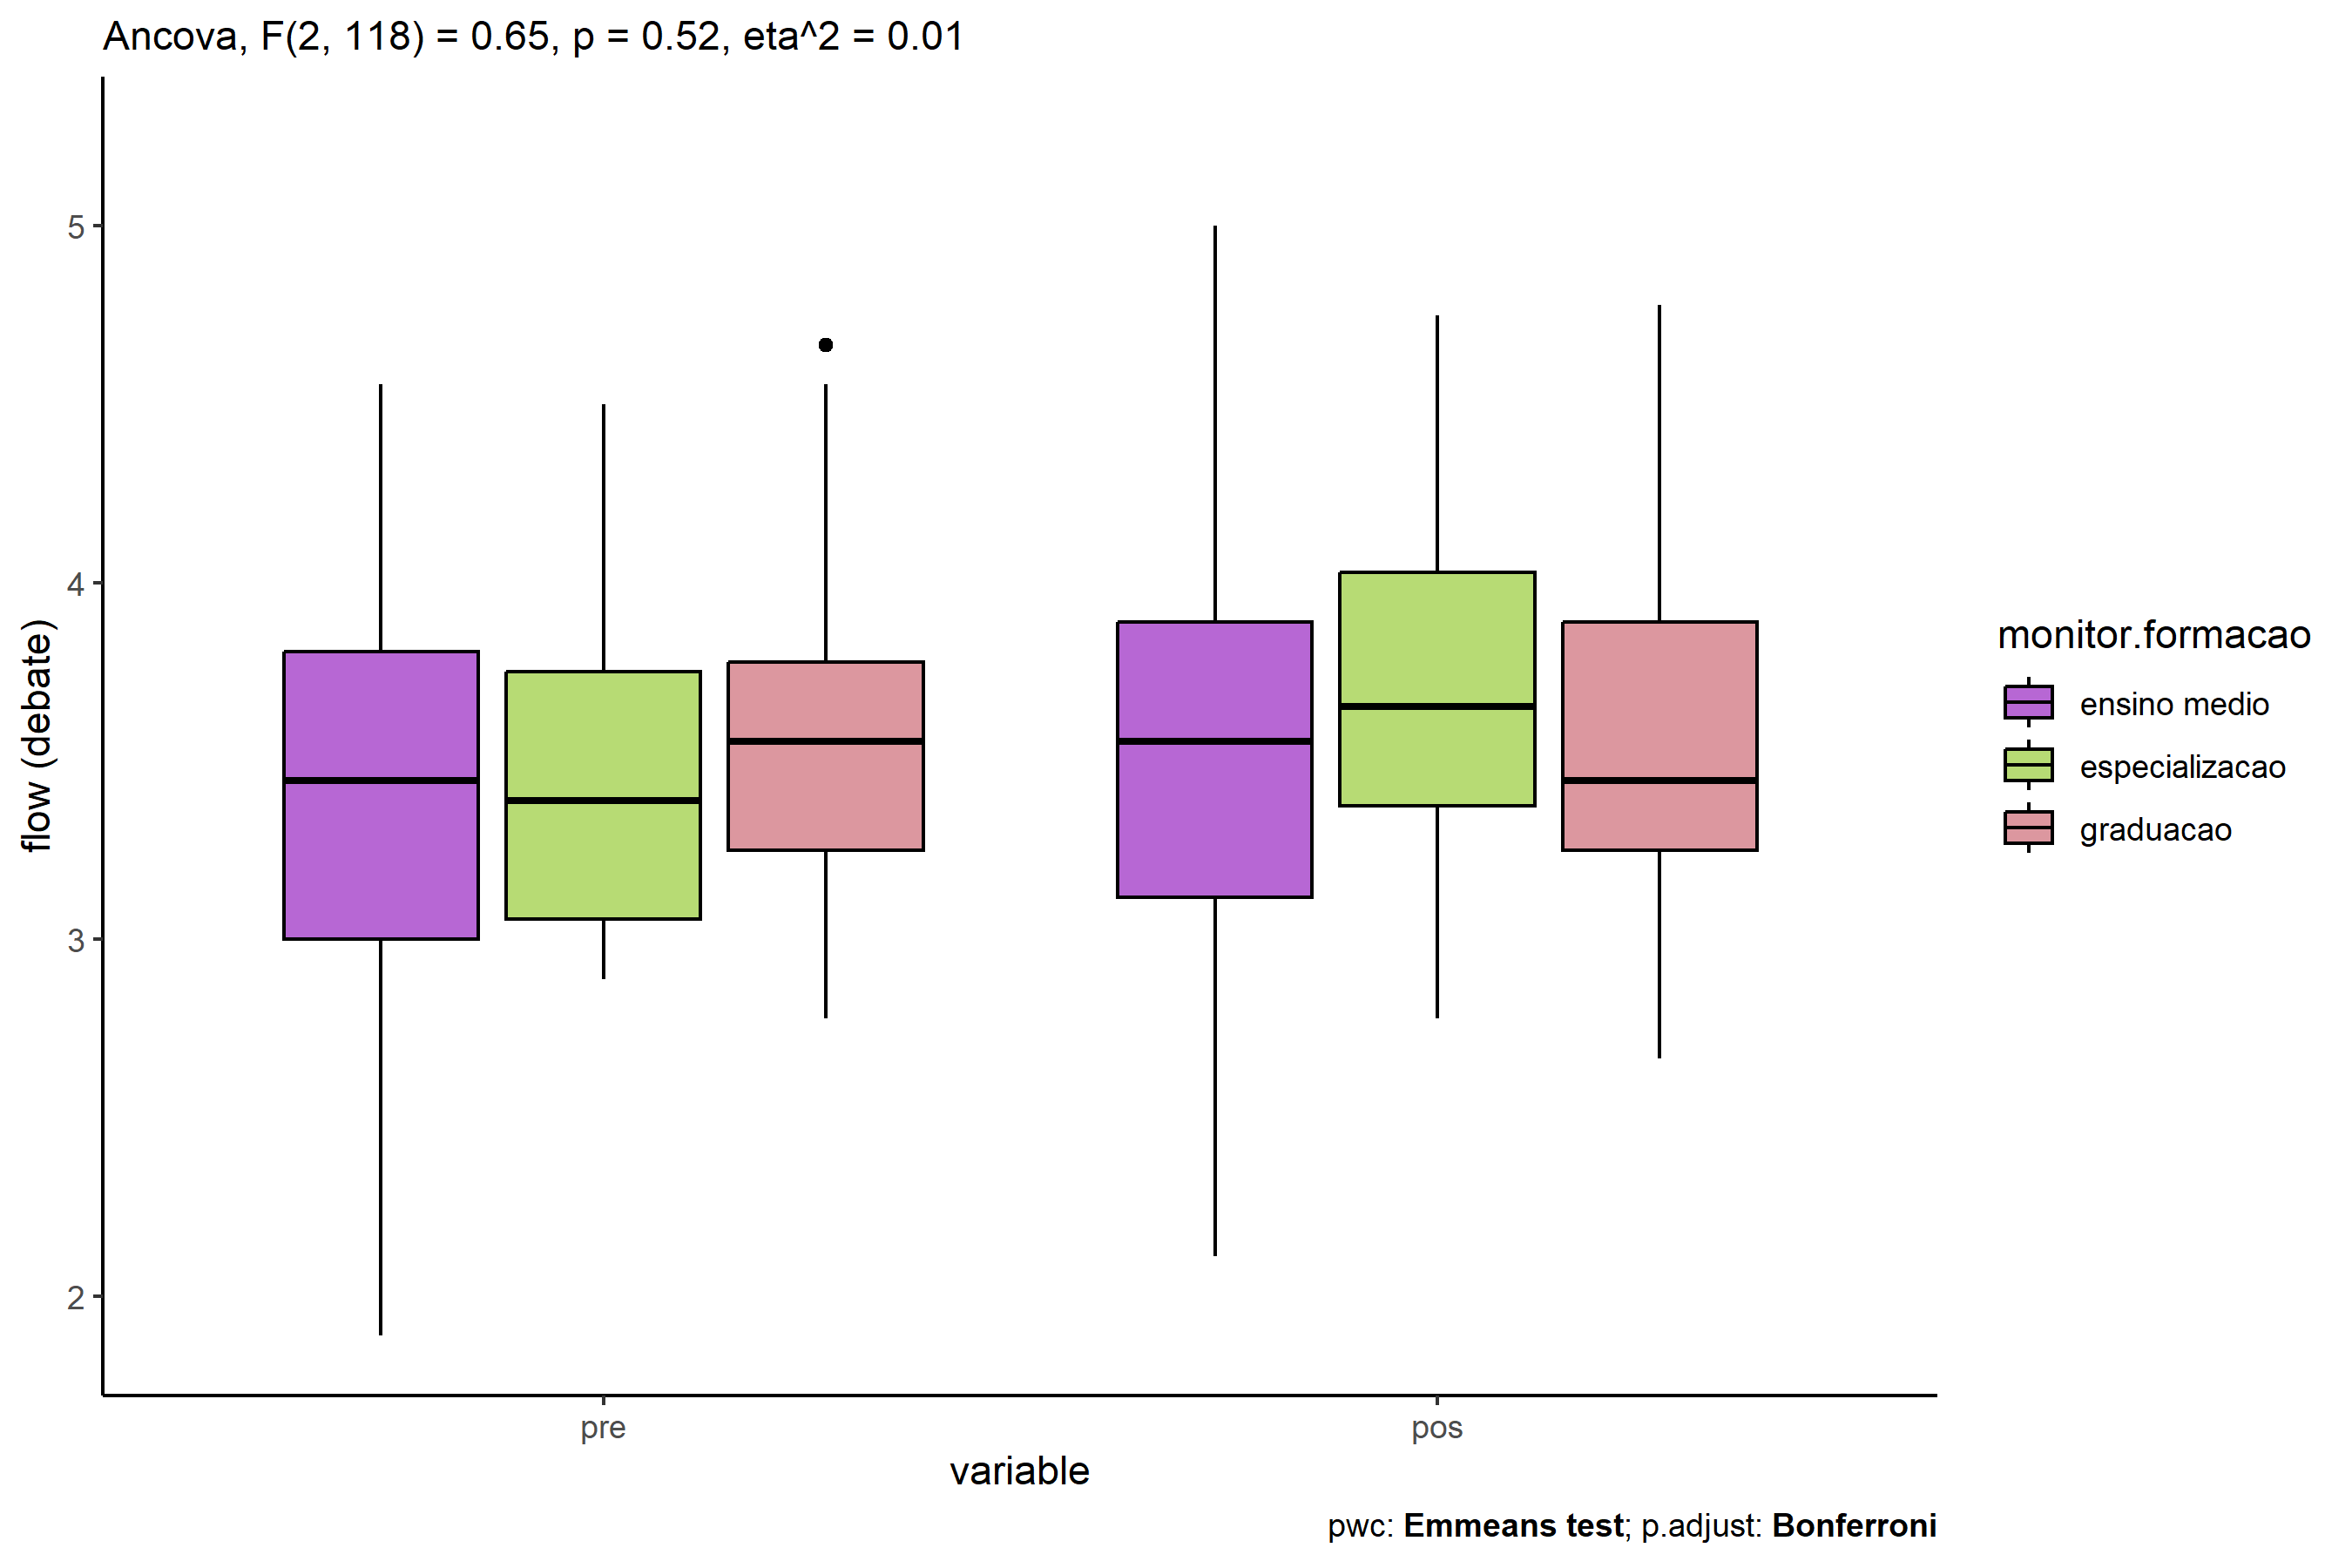 Ancova, F(2, 118) = 0.65, p = 0.52, eta^2 = 0.01
flow (debate)
5
4
3
2
pre
pos
variable
monitor.formacao
ensino medio
especializacao
graduacao
pwc: Emmeans test; p.adjust: Bonferroni